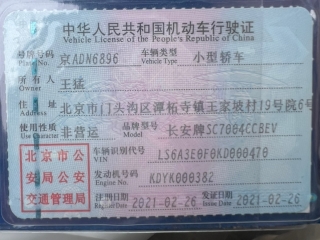 中华人民共和国机动车行驶证
Vehicle License of the People's Republic of China
号牌号码 京ADN6896 车辆类型 小型轿车
Plate No. Vehicle Type
所有人 王猛
Owner
住址 北京市门头沟区潭柘寺镇王家坡村19号院6号
Address
使用性质 非营运 品牌型号 长安牌SC7004CCBEV
Use Character Model
北京市公安局公安交通管理局
车辆识别代号 LS6A3E0F0KD000470
VIN
发动机号码 KDYK000382
Engine No.
注册日期 2021-02-26 发证日期 2021-02-26
Register Date Issue Date